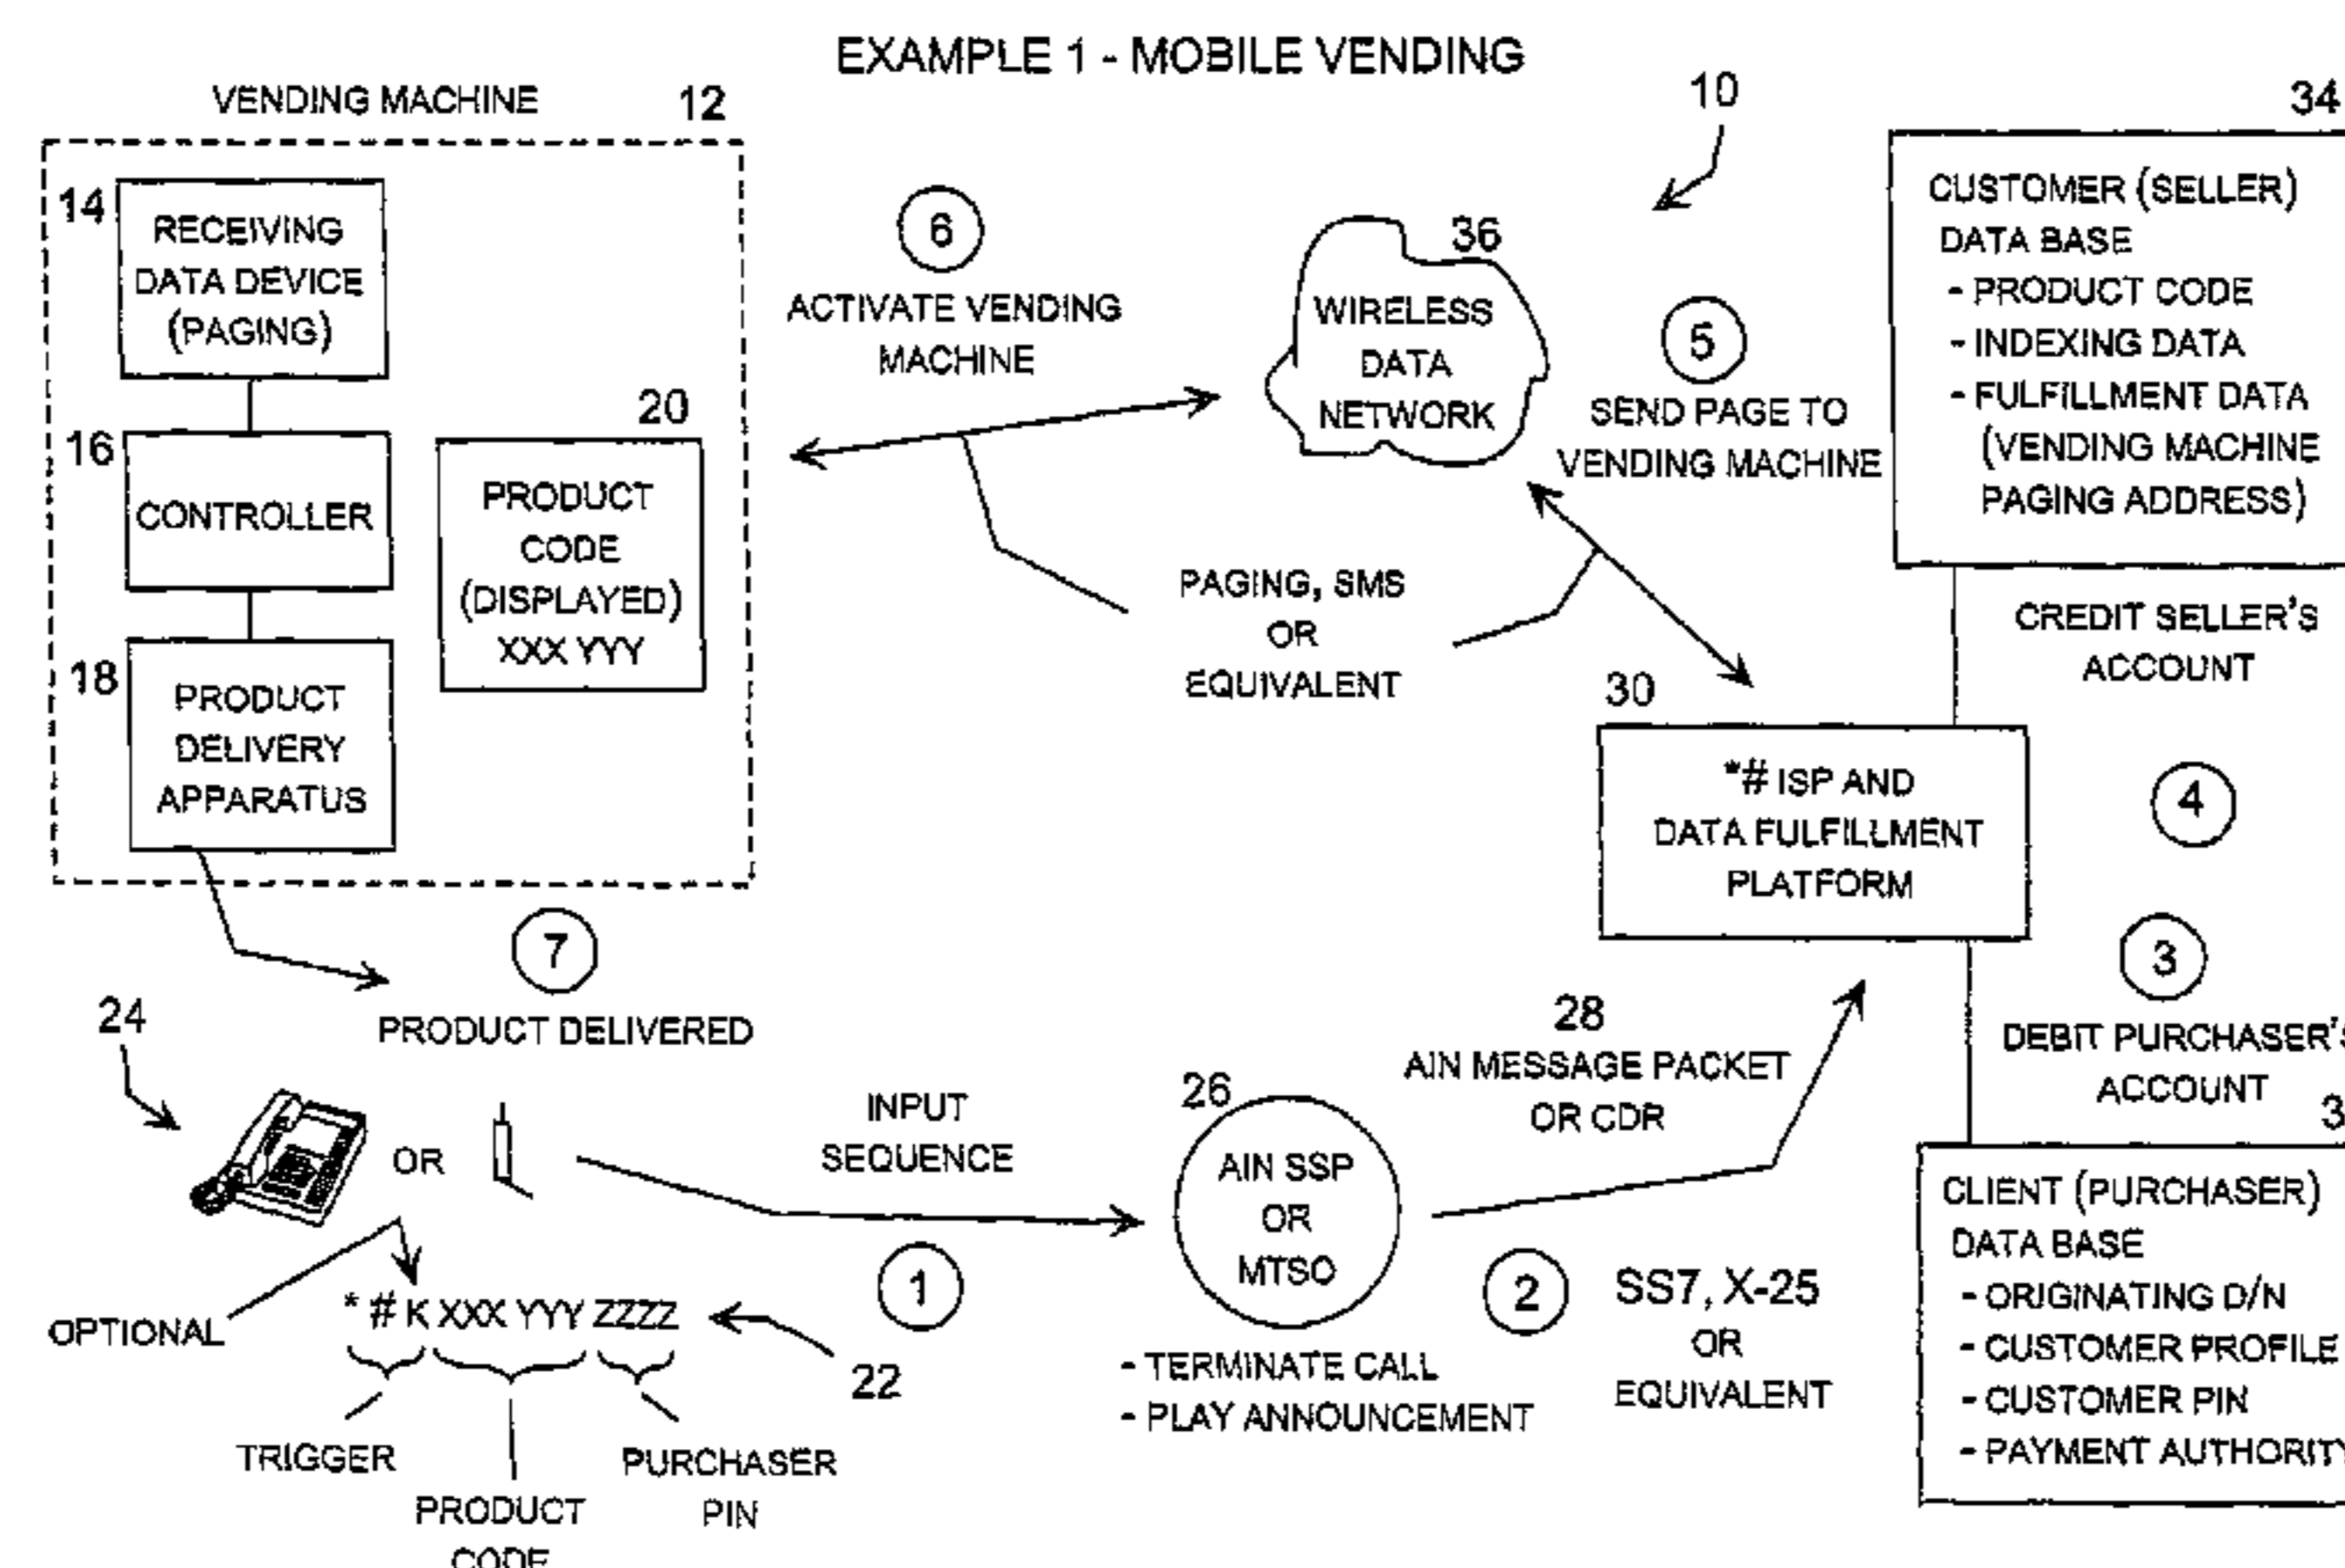 EXAMPLE 1 - MOBILE VENDING
VENDING MACHINE
12
10
34
14
RECEIVING
DATA DEVICE
(PAGING)
16
CONTROLLER
18
PRODUCT
DELIVERY
APPARATUS
20
PRODUCT
CODE
(DISPLAYED)
XXX YYY
6
ACTIVATE VENDING
MACHINE
36
WIRELESS
DATA
NETWORK
5
SEND PAGE TO
VENDING MACHINE
CUSTOMER (SELLER)
DATA BASE
- PRODUCT CODE
- INDEXING DATA
- FULFILLMENT DATA
(VENDING MACHINE
PAGING ADDRESS)
PAGING, SMS
OR
EQUIVALENT
CREDIT SELLER'S
ACCOUNT
30
*# ISP AND
DATA FULFILLMENT
PLATFORM
4
3
DEBIT PURCHASER'S
ACCOUNT
7
PRODUCT DELIVERED
24
OR
INPUT
SEQUENCE
26
AIN SSP
OR
MTSO
28
AIN MESSAGE PACKET
OR CDR
1
2
SS7, X-25
OR
EQUIVALENT
- TERMINATE CALL
- PLAY ANNOUNCEMENT
OPTIONAL
*#K XXX YYY ZZZZ
22
TRIGGER
PRODUCT
CODE
PURCHASER
PIN
CLIENT (PURCHASER)
DATA BASE
- ORIGINATING D/N
- CUSTOMER PROFILE
- CUSTOMER PIN
- PAYMENT AUTHORITY